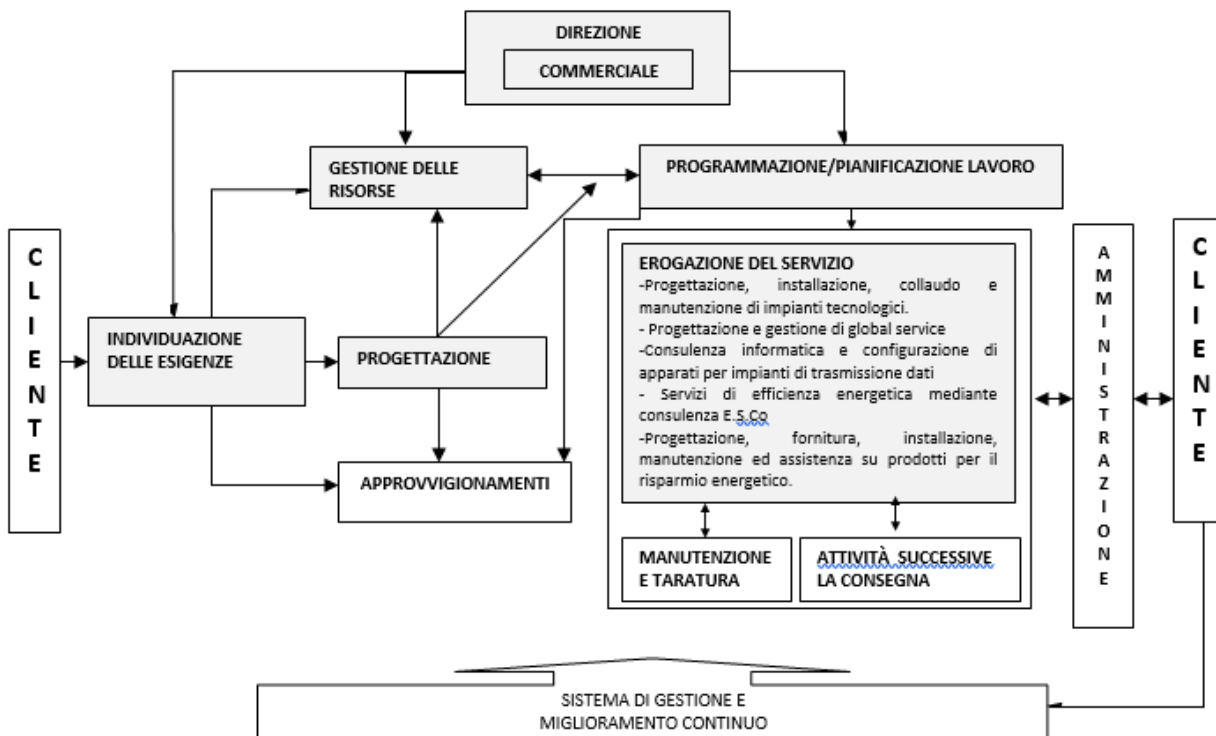 DIREZIONE
COMMERCIALE
GESTIONE DELLE
RISORSE
PROGRAMMAZIONE/PIANIFICAZIONE LAVORO
CLIENTE
INDIVIDUAZIONE
DELLE ESIGENZE
PROGETTAZIONE
APPROVVIGIONAMENTI
EROGAZIONE DEL SERVIZIO
-Progettazione, installazione, collaudo e
manutenzione di impianti tecnologici.
- Progettazione e gestione di global service
-Consulenza informatica e configurazione di
apparati per impianti di trasmissione dati
- Servizi di efficienza energetica mediante
consulenza E.S.Co
-Progettazione, fornitura, installazione,
manutenzione ed assistenza su prodotti per il
risparmio energetico.
MANUTENZIONE
E TARATURA
ATTIVITÀ SUCCESSIVE
LA CONSEGNA
AMMINISTRAZIONE
CLIENTE
SISTEMA DI GESTIONE E
MIGLIORAMENTO CONTINUO